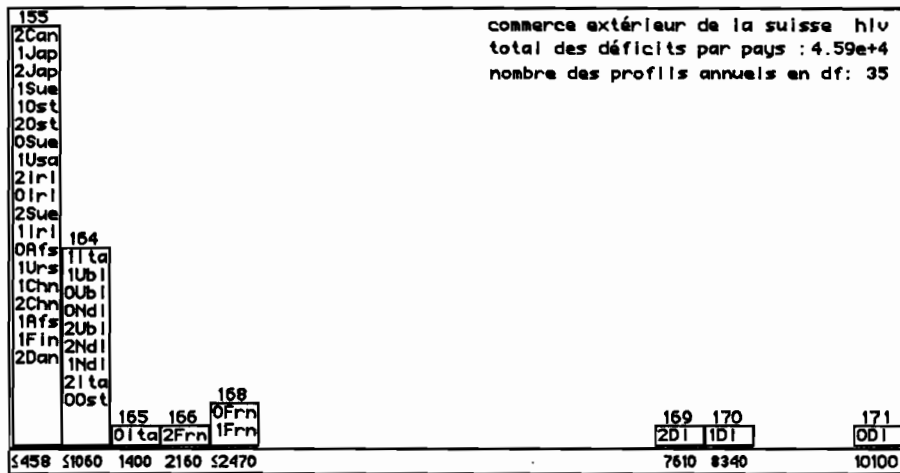 155
2Can
1Jap
2Jap
1Sue
1Ost
2Ost
0Sue
1Usa
2Irl
0Irl
2Sue
1Irl
0Afs
1Urs
1Chn
2Chn
1Afs
1Fin
2Dan
commerce extérieur de la suisse hlv
total des déficits par pays : 4.59e+4
nombre des profils annuels en df: 35
164
1Ita
1Ubl
0Ubl
0Ndl
2Ubl
2Ndl
1Ndl
2Ita
0Ost
165
0Ita
166
2Frn
168
0Frn
1Frn
169
2Dl
170
1Dl
171
0Dl
≤458 ≤1060 1400 2160 ≤2470 7610 8340 10100